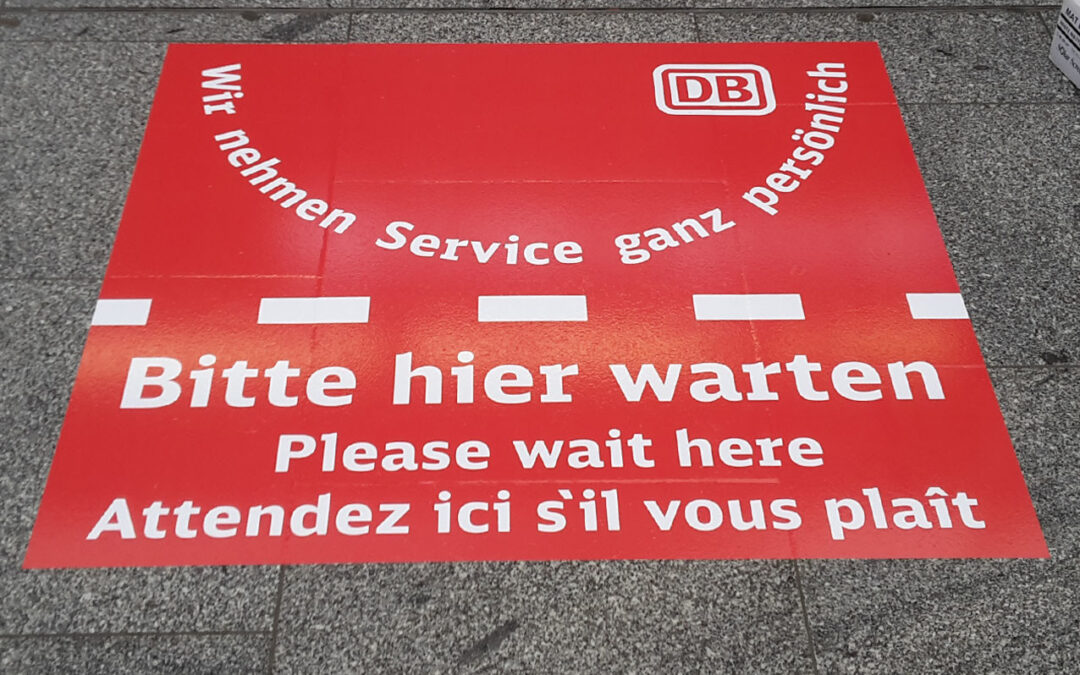 DB
Wir nehmen Service ganz persönlich
Bitte hier warten
Please wait here
Attendez ici s`il vous plaît